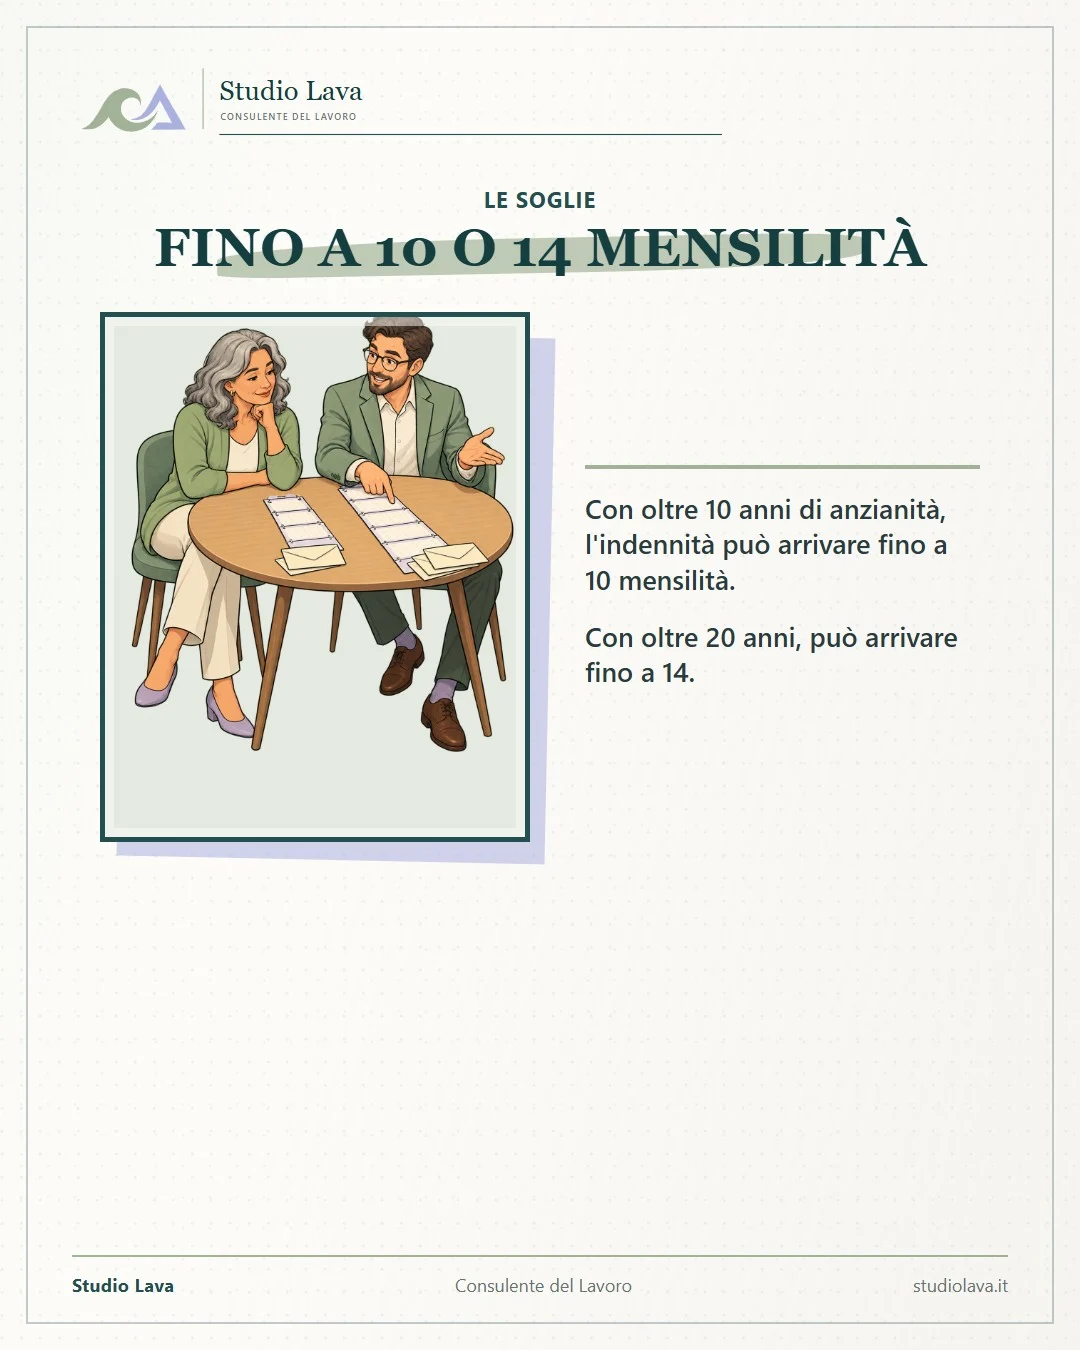 Studio Lava
CONSULENTE DEL LAVORO
LE SOGLIE
FINO A 10 O 14 MENSILITÀ
Con oltre 10 anni di anzianità,
l'indennità può arrivare fino a
10 mensilità.
Con oltre 20 anni, può arrivare
fino a 14.
Studio Lava
Consulente del Lavoro
studiolava.it